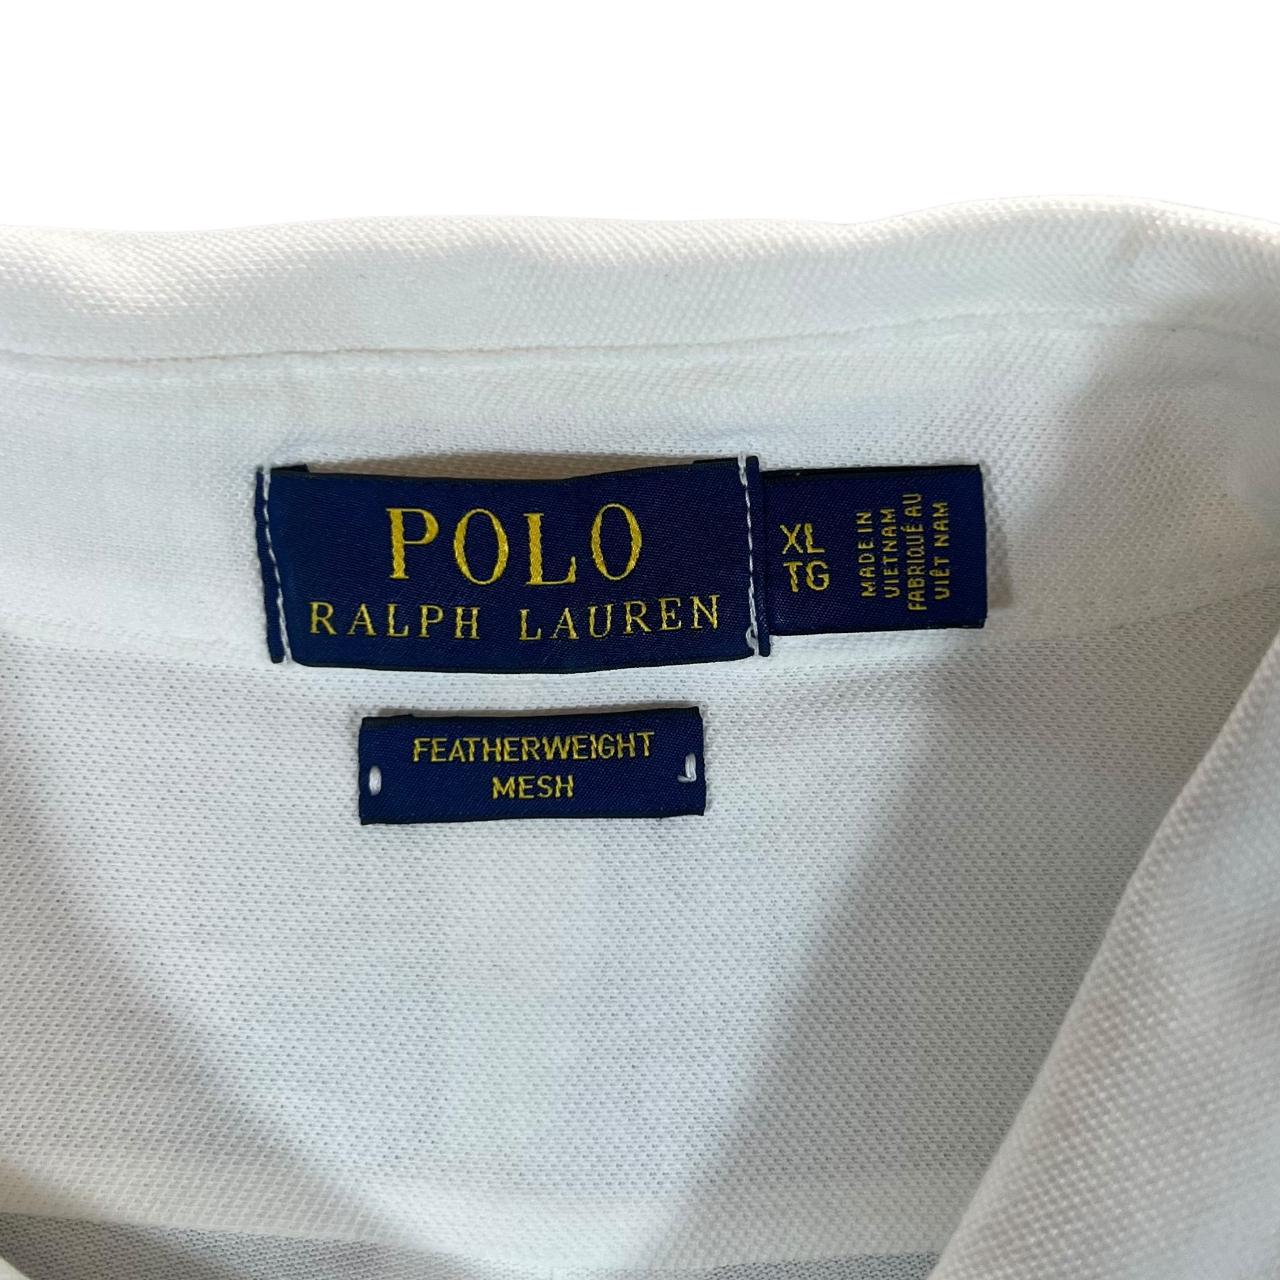 POLO
RALPH LAUREN
XL
TG
MADE IN
VIETNAM
FABRIQUÉ AU
VIÊT NAM
FEATHERWEIGHT
MESH